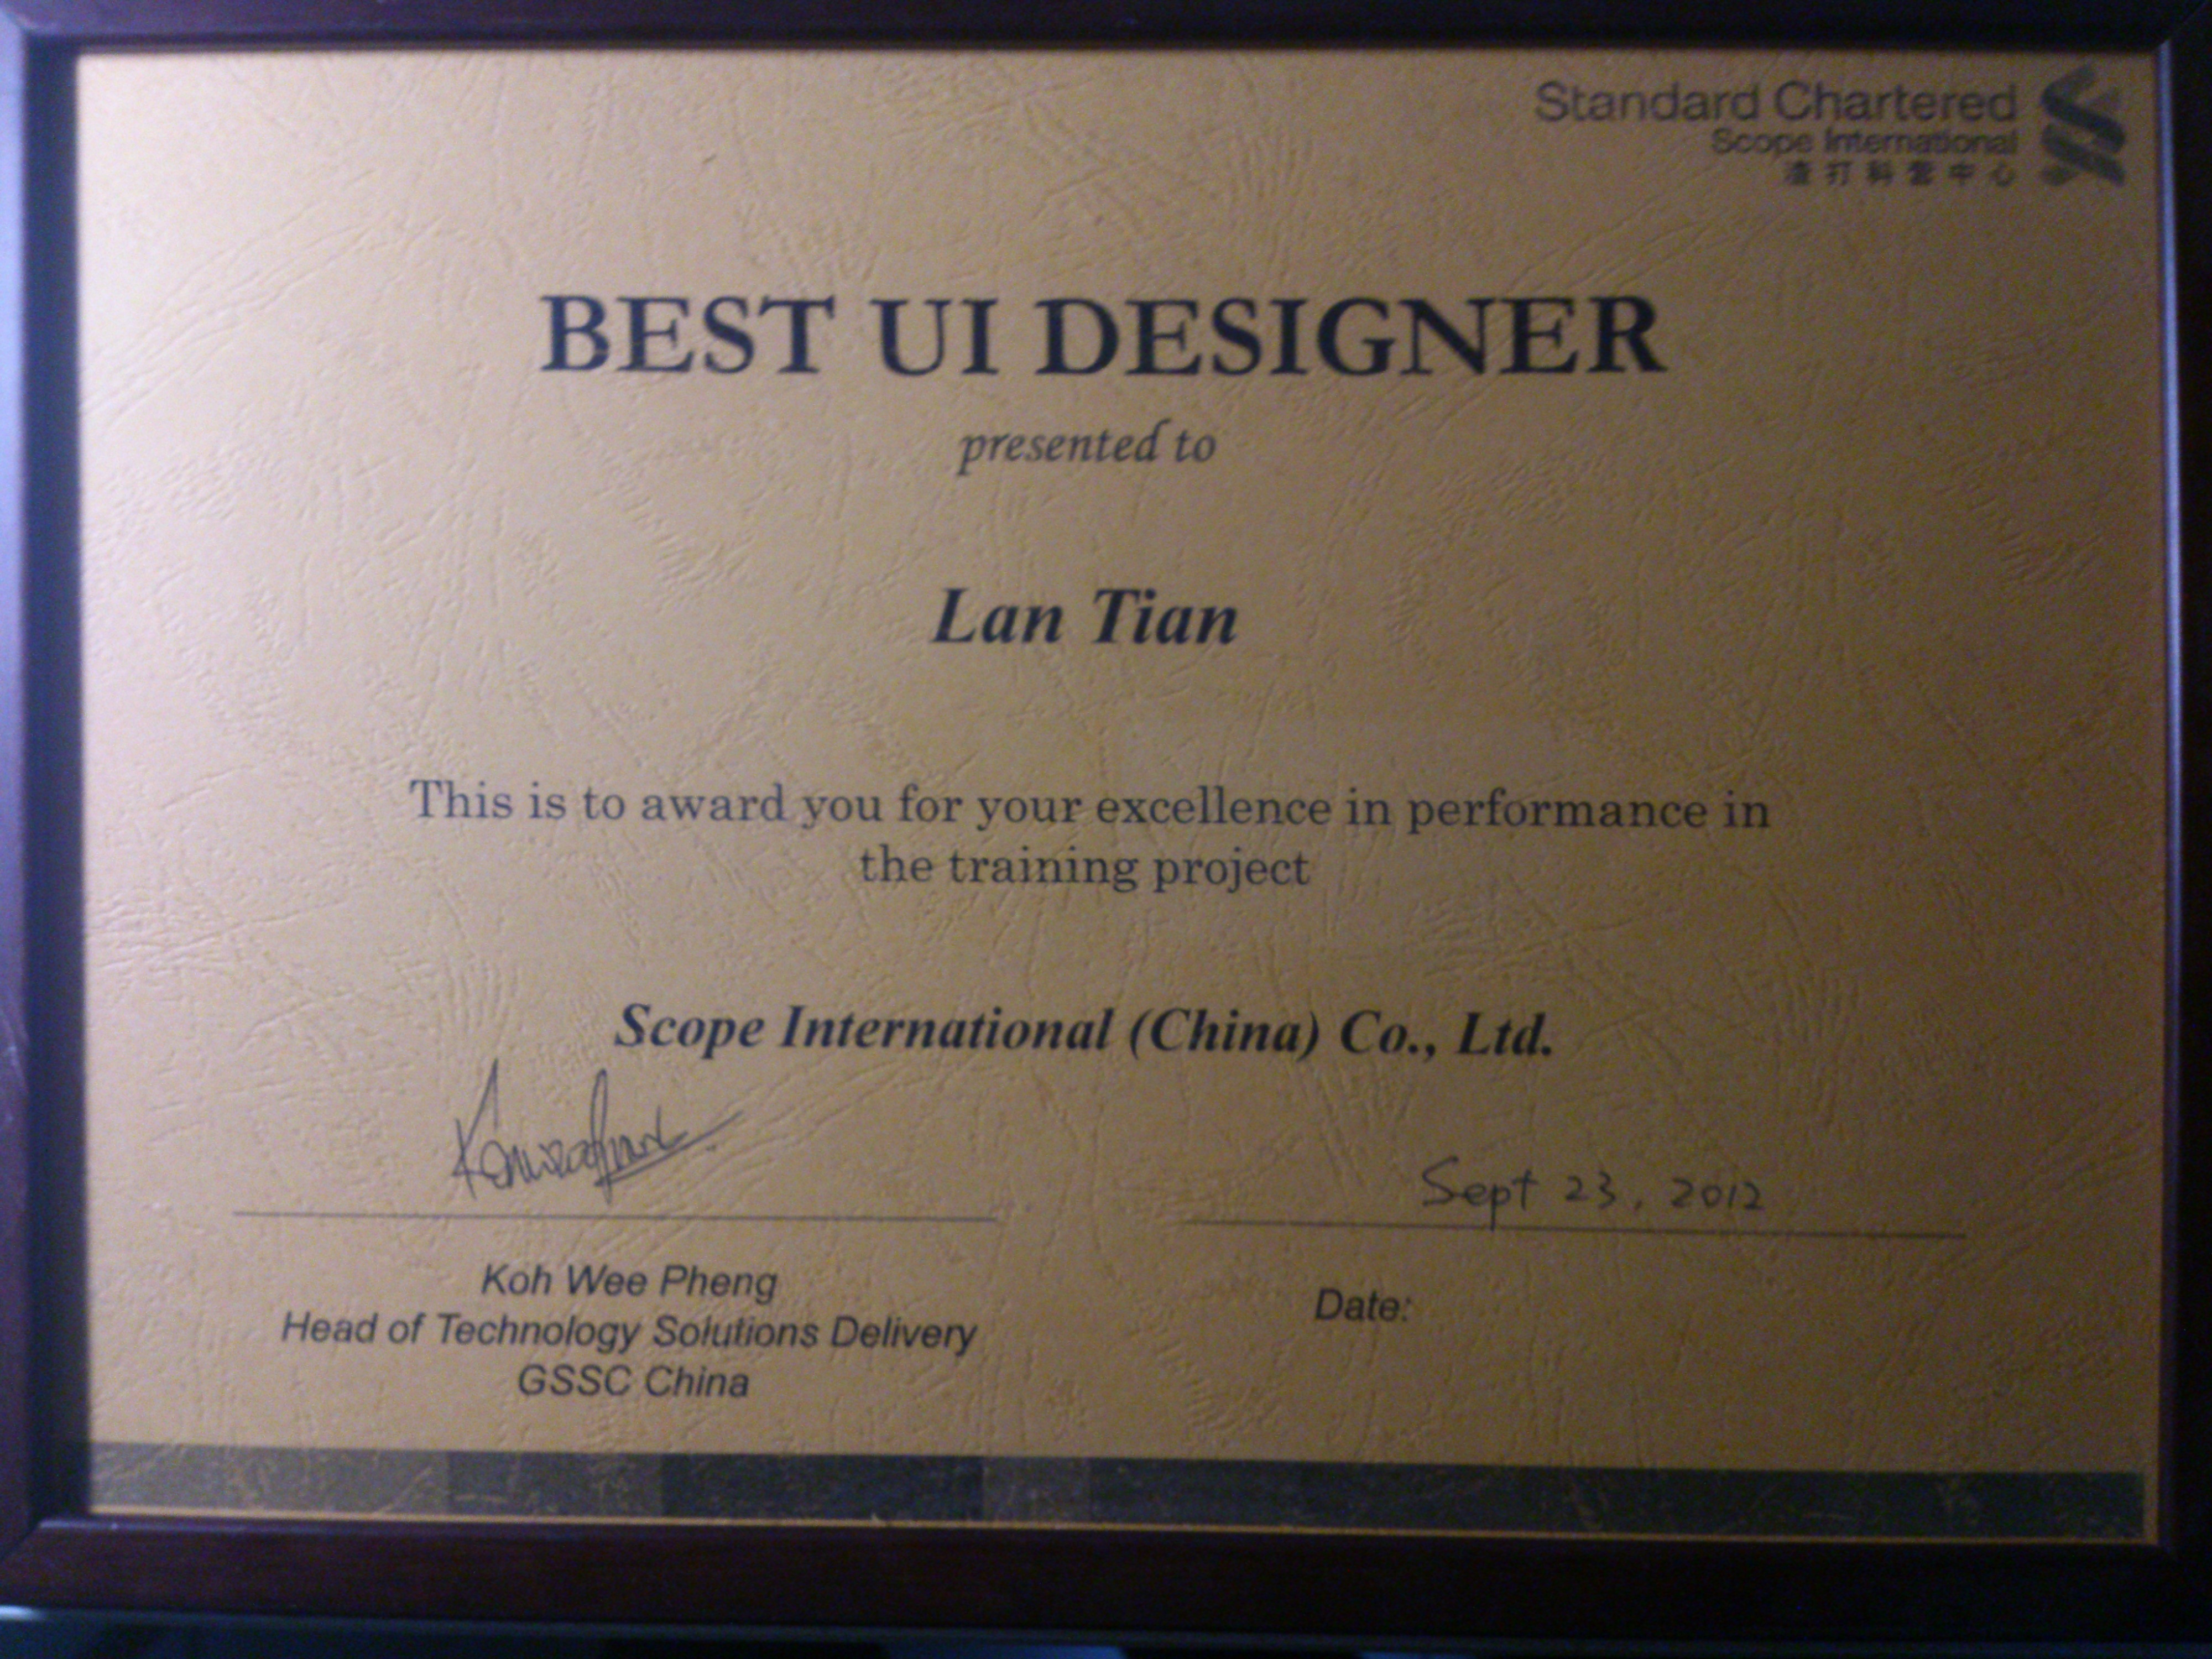 Standard Chartered
Scope International
渣打科营中心
BEST UI DESIGNER
presented to
Lan Tian
This is to award you for your excellence in performance in
the training project
Scope International (China) Co., Ltd.
Sept 23, 2012
Koh Wee Pheng
Head of Technology Solutions Delivery
GSSC China
Date: